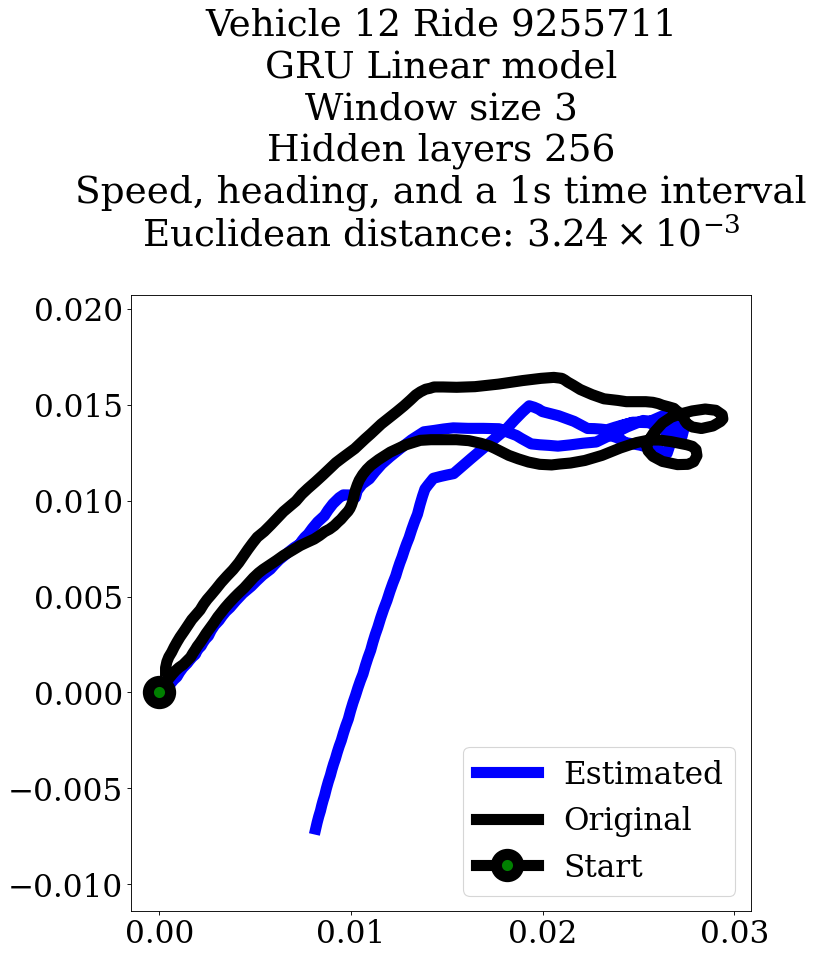 Vehicle 12 Ride 9255711
GRU Linear model
Window size 3
Hidden layers 256
Speed, heading, and a 1s time interval
Euclidean distance: 3.24 × 10⁻³
0.020
0.015
0.010
0.005
0.000
−0.005
−0.010
Estimated
Original
Start
0.00 0.01 0.02 0.03